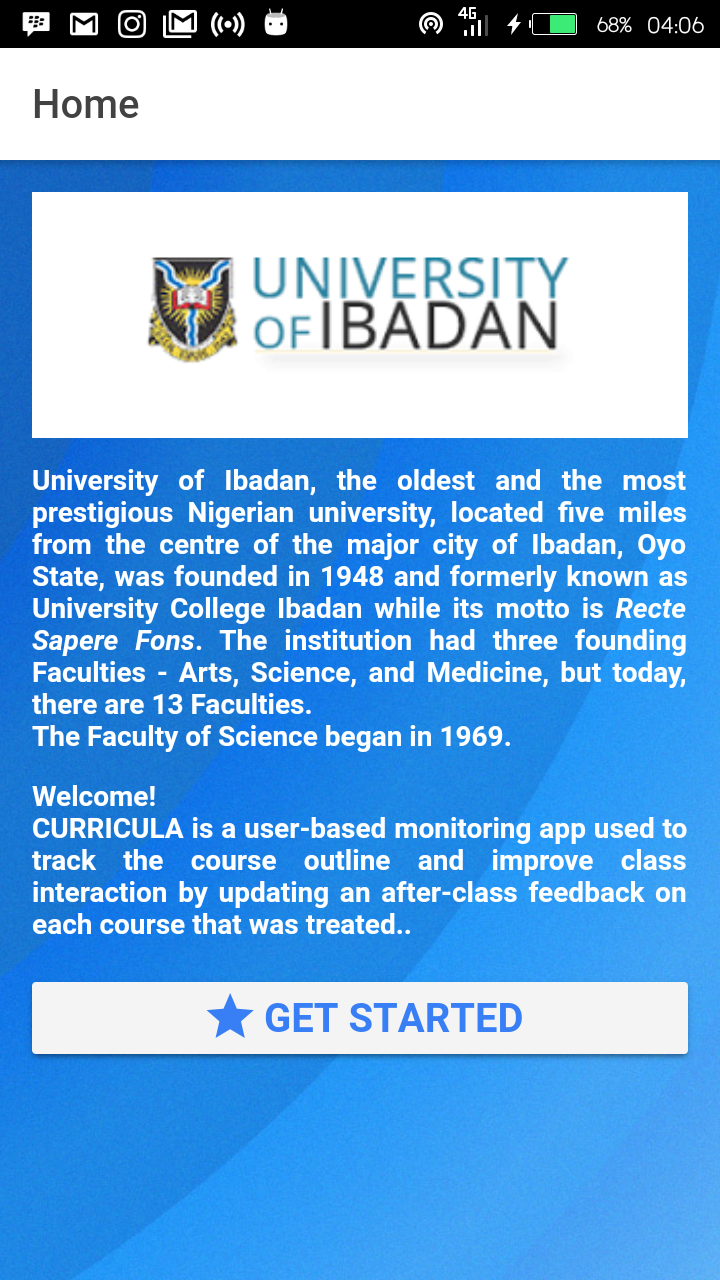 4G
68% 04:06
Home
UNIVERSITY
OF IBADAN
University of Ibadan, the oldest and the most
prestigious Nigerian university, located five miles
from the centre of the major city of Ibadan, Oyo
State, was founded in 1948 and formerly known as
University College Ibadan while its motto is Recte
Sapere Fons. The institution had three founding
Faculties - Arts, Science, and Medicine, but today,
there are 13 Faculties.
The Faculty of Science began in 1969.
Welcome!
CURRICULA is a user-based monitoring app used to
track the course outline and improve class
interaction by updating an after-class feedback on
each course that was treated..
GET STARTED